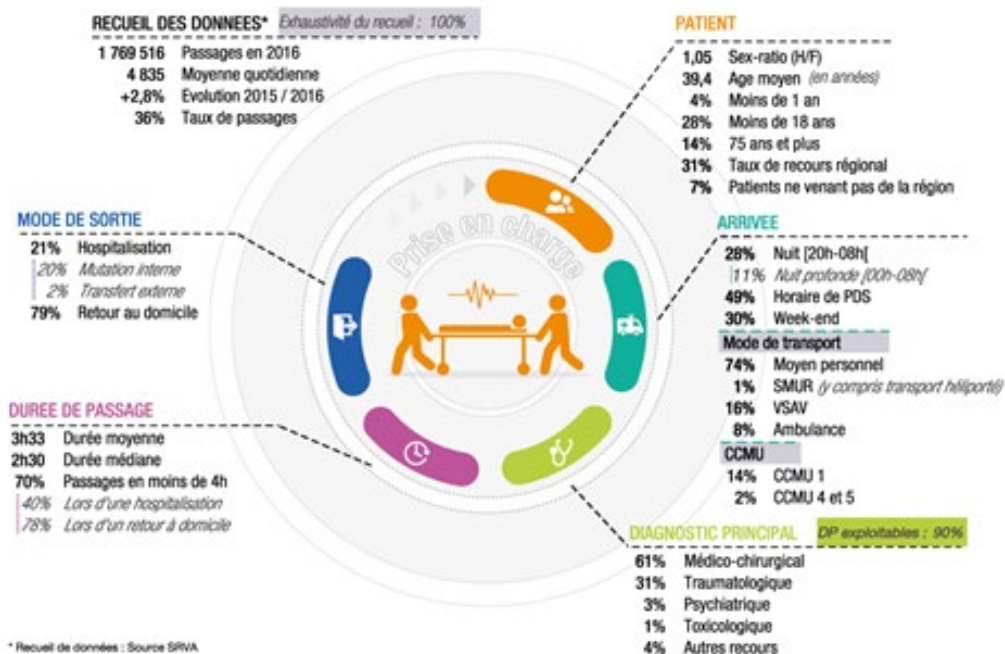 RECUEIL DES DONNEES* Exhaustivité du recueil : 100%
1 769 516 Passages en 2016
4 835 Moyenne quotidienne
+2,8% Evolution 2015 / 2016
36% Taux de passages
PATIENT
1,05 Sex-ratio (H/F)
39,4 Age moyen (en années)
4% Moins de 1 an
28% Moins de 18 ans
14% 75 ans et plus
31% Taux de recours régional
7% Patients ne venant pas de la région
Prise en charge
MODE DE SORTIE
21% Hospitalisation
20% Mutation interne
2% Transfert externe
79% Retour au domicile
ARRIVEE
28% Nuit [20h-08h[
11% Nuit profonde [00h-08h[
49% Horaire de PDS
30% Week-end
Mode de transport
74% Moyen personnel
1% SMUR (y compris transport héliporté)
16% VSAV
8% Ambulance
CCMU
14% CCMU 1
2% CCMU 4 et 5
DUREE DE PASSAGE
3h33 Durée moyenne
2h30 Durée médiane
70% Passages en moins de 4h
40% Lors d'une hospitalisation
78% Lors d'un retour à domicile
DIAGNOSTIC PRINCIPAL DP exploitables : 90%
61% Médico-chirurgical
31% Traumatologique
3% Psychiatrique
1% Toxicologique
4% Autres recours
* Recueil de données : Source SRVA